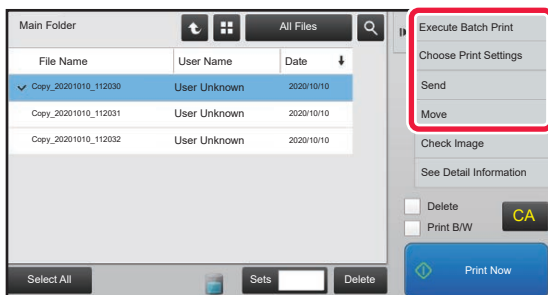 Main Folder
All Files
File Name
User Name
Date
Copy_20201010_112030
User Unknown
2020/10/10
Copy_20201010_112031
User Unknown
2020/10/10
Copy_20201010_112032
User Unknown
2020/10/10
Select All
Sets
Delete
Execute Batch Print
Choose Print Settings
Send
Move
Check Image
See Detail Information
Delete
Print B/W
CA
Print Now